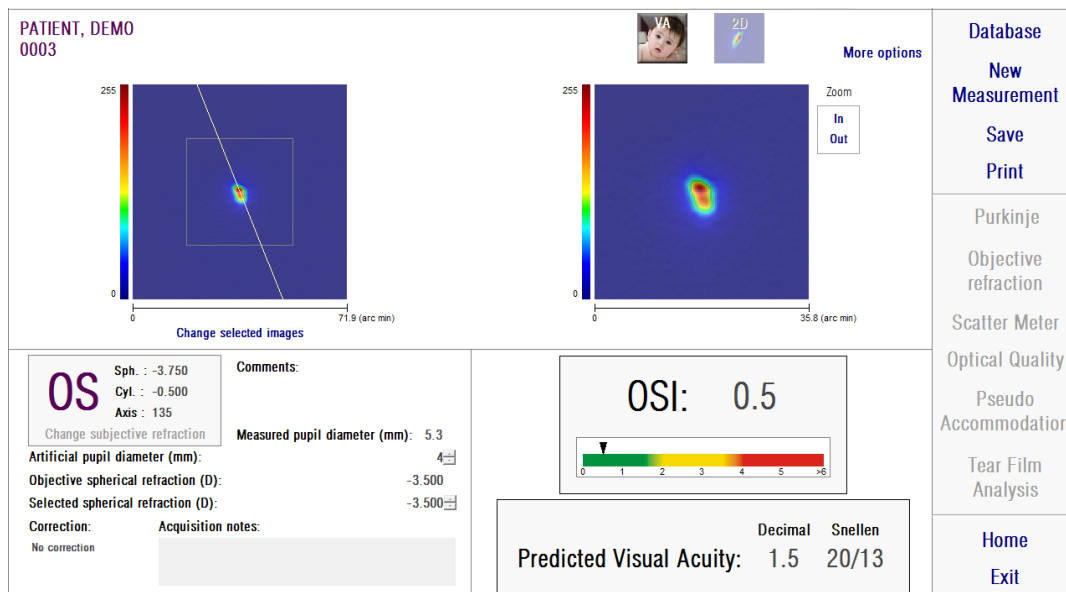 PATIENT, DEMO
0003
VA
2D
More options
255
0
0
71.9 (arc min)
Change selected images
255
0
0
35.8 (arc min)
Zoom
In
Out
OS
Sph. : -3.750
Cyl. : -0.500
Axis : 135
Change subjective refraction
Comments:
Measured pupil diameter (mm): 5.3
Artificial pupil diameter (mm): 4
Objective spherical refraction (D): -3.500
Selected spherical refraction (D): -3.500
Correction: Acquisition notes:
No correction
OSI: 0.5
0 1 2 3 4 5 >6
Decimal Snellen
Predicted Visual Acuity: 1.5 20/13
Database
New
Measurement
Save
Print
Purkinje
Objective
refraction
Scatter Meter
Optical Quality
Pseudo
Accommodation
Tear Film
Analysis
Home
Exit